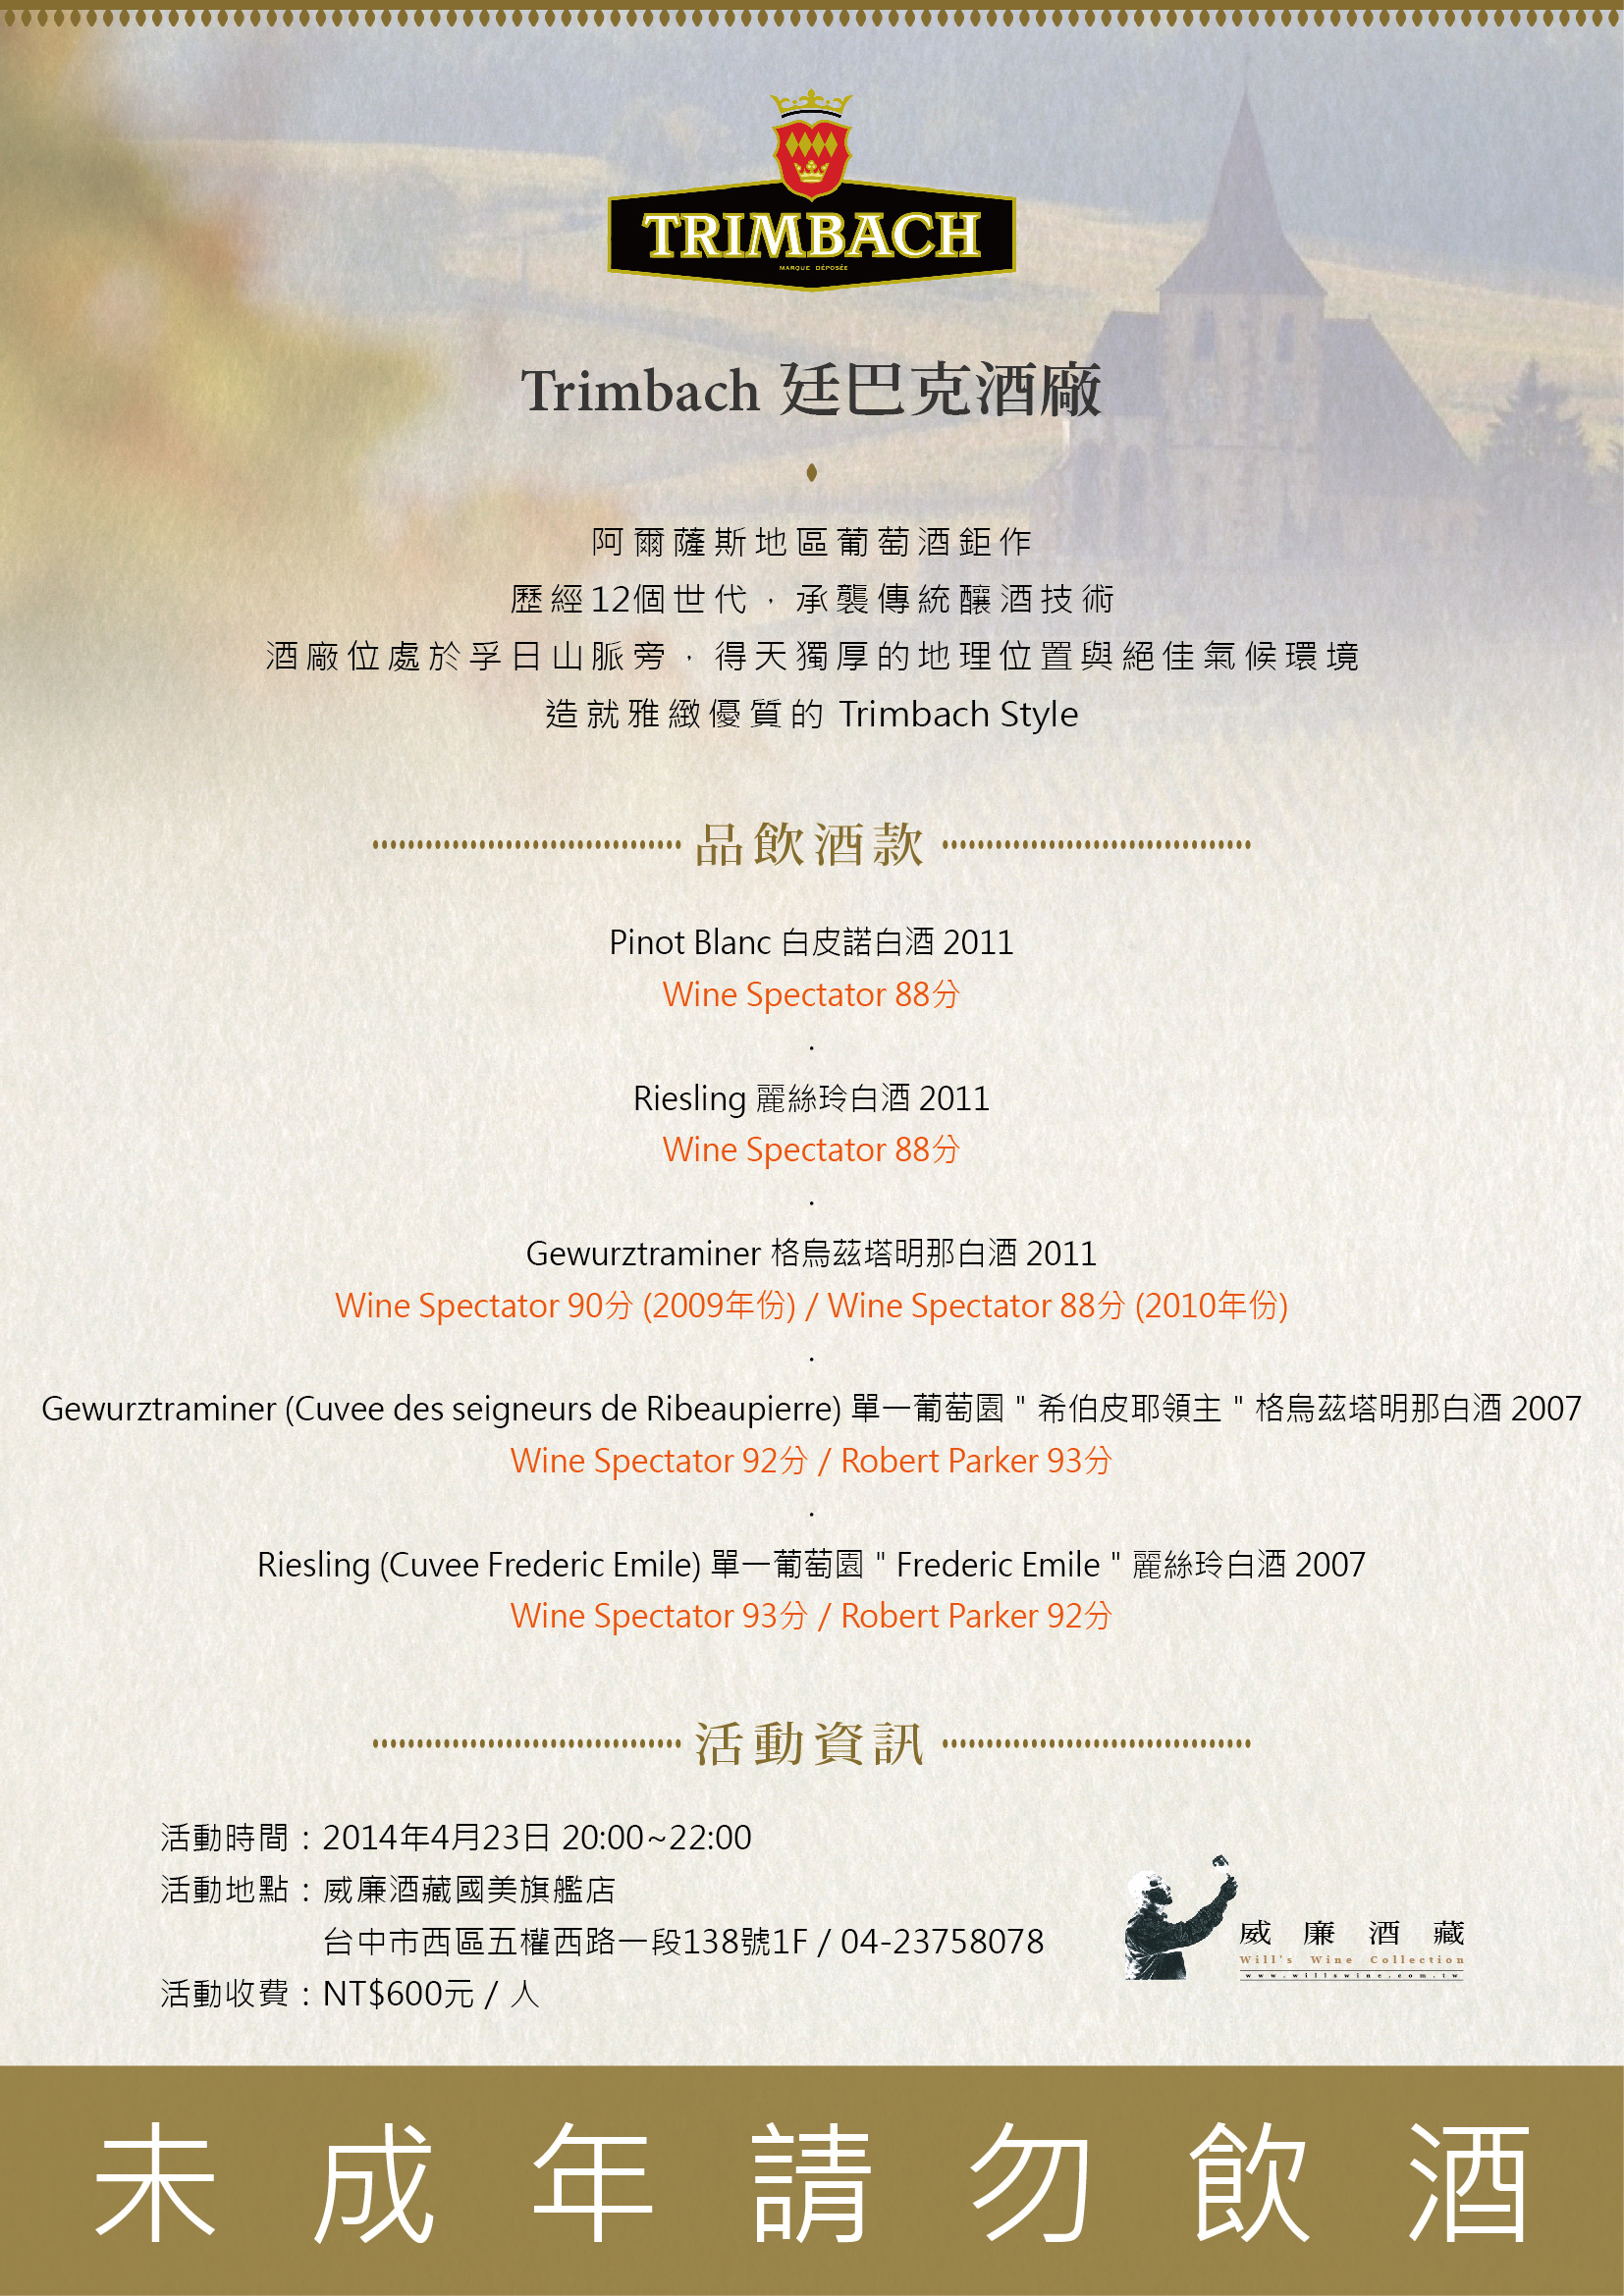 TRIMBACH
MARQUE DÉPOSÉE
Trimbach 廷巴克酒廠
阿爾薩斯地區葡萄酒鉅作
歷經12個世代，承襲傳統釀酒技術
酒廠位處於孚日山脈旁，得天獨厚的地理位置與絕佳氣候環境
造就雅緻優質的 Trimbach Style
品飲酒款
Pinot Blanc 白皮諾白酒 2011
Wine Spectator 88分
Riesling 麗絲玲白酒 2011
Wine Spectator 88分
Gewurztraminer 格烏茲塔明那白酒 2011
Wine Spectator 90分 (2009年份) / Wine Spectator 88分 (2010年份)
Gewurztraminer (Cuvee des seigneurs de Ribeaupierre) 單一葡萄園 " 希伯皮耶領主 " 格烏茲塔明那白酒 2007
Wine Spectator 92分 / Robert Parker 93分
Riesling (Cuvee Frederic Emile) 單一葡萄園 " Frederic Emile " 麗絲玲白酒 2007
Wine Spectator 93分 / Robert Parker 92分
活動資訊
活動時間：2014年4月23日 20:00~22:00
活動地點：威廉酒藏國美旗艦店
台中市西區五權西路一段138號1F / 04-23758078
活動收費：NT$600元 / 人
威廉酒藏
Will's Wine Collection
www.willswine.com.tw
未成年請勿飲酒